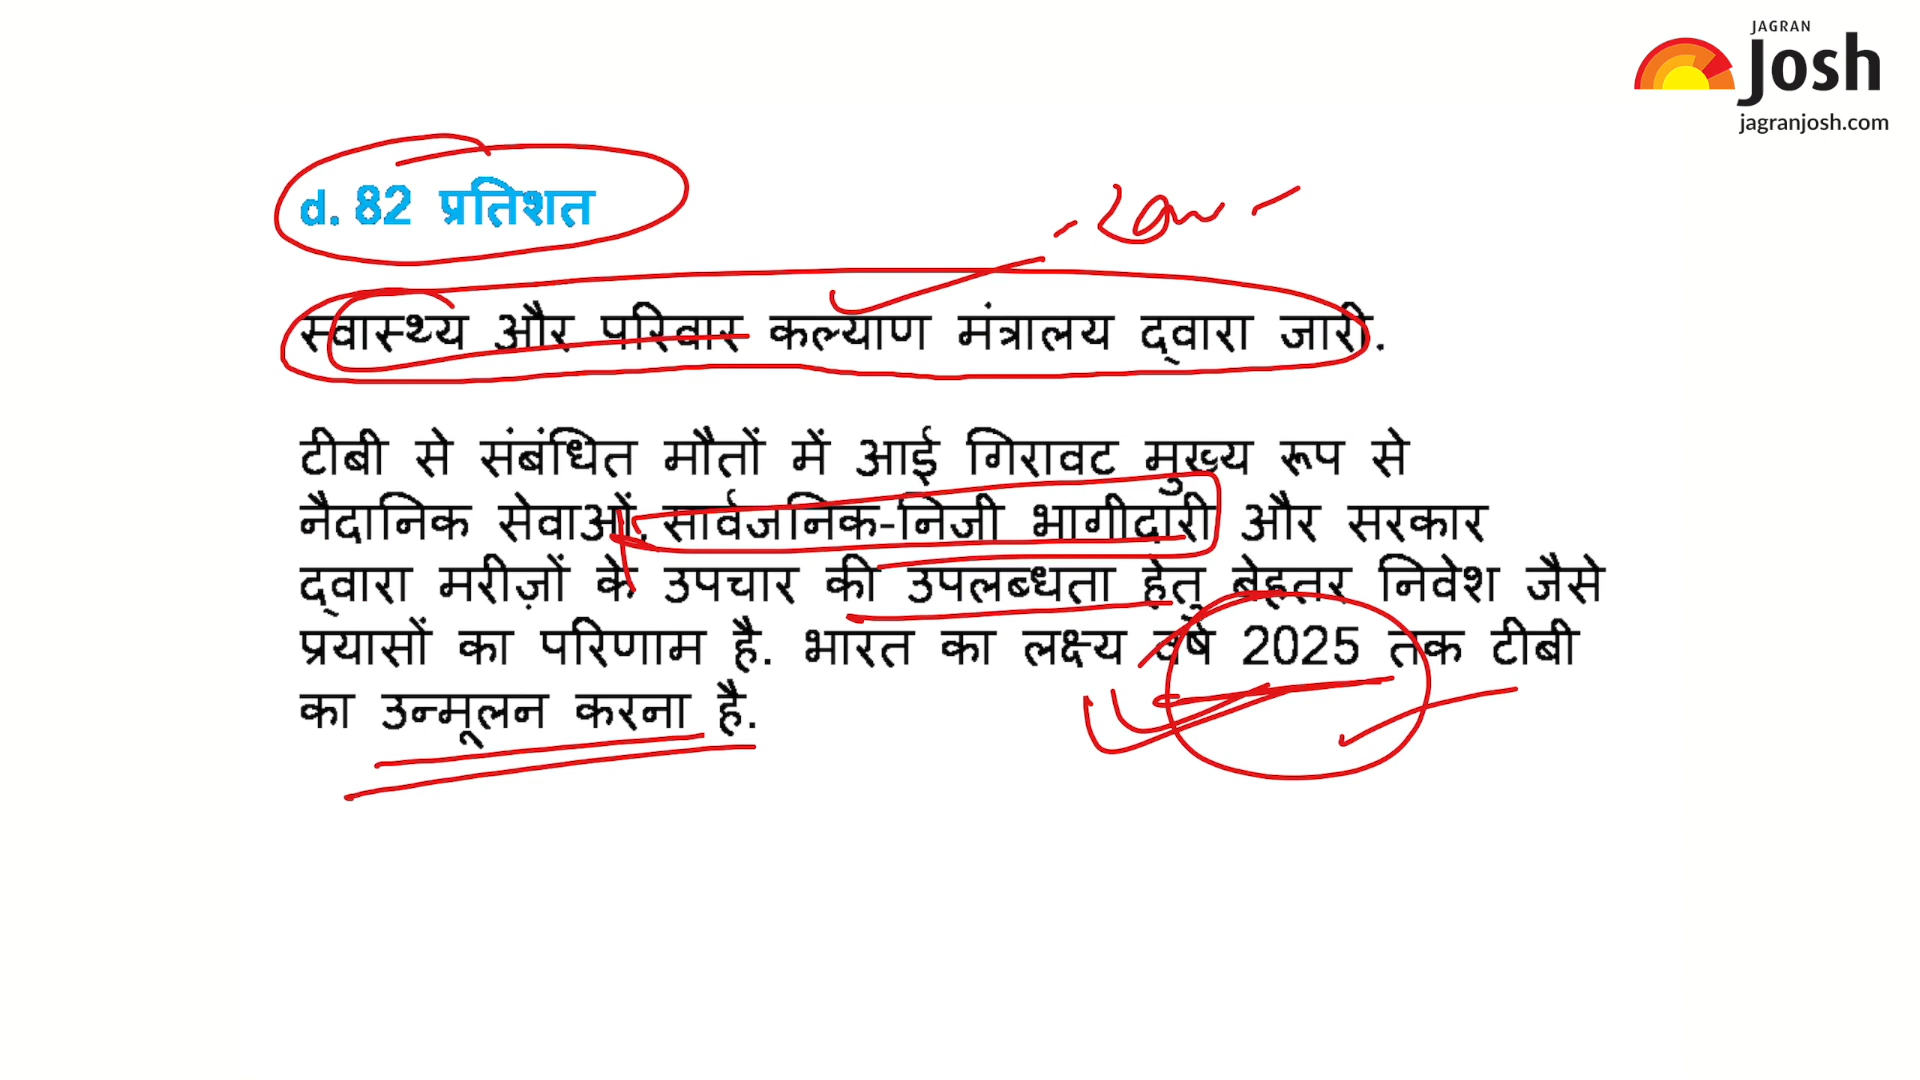 JAGRAN
Josh
jagranjosh.com
d. 82 प्रतिशत
स्वास्थ्य और परिवार कल्याण मंत्रालय द्वारा जारी.
टीबी से संबंधित मौतों में आई गिरावट मुख्य रूप से
नैदानिक सेवाओं, सार्वजनिक-निजी भागीदारी और सरकार
द्वारा मरीज़ों के उपचार की उपलब्धता हेतु बेहतर निवेश जैसे
प्रयासों का परिणाम है. भारत का लक्ष्य वर्ष 2025 तक टीबी
का उन्मूलन करना है.